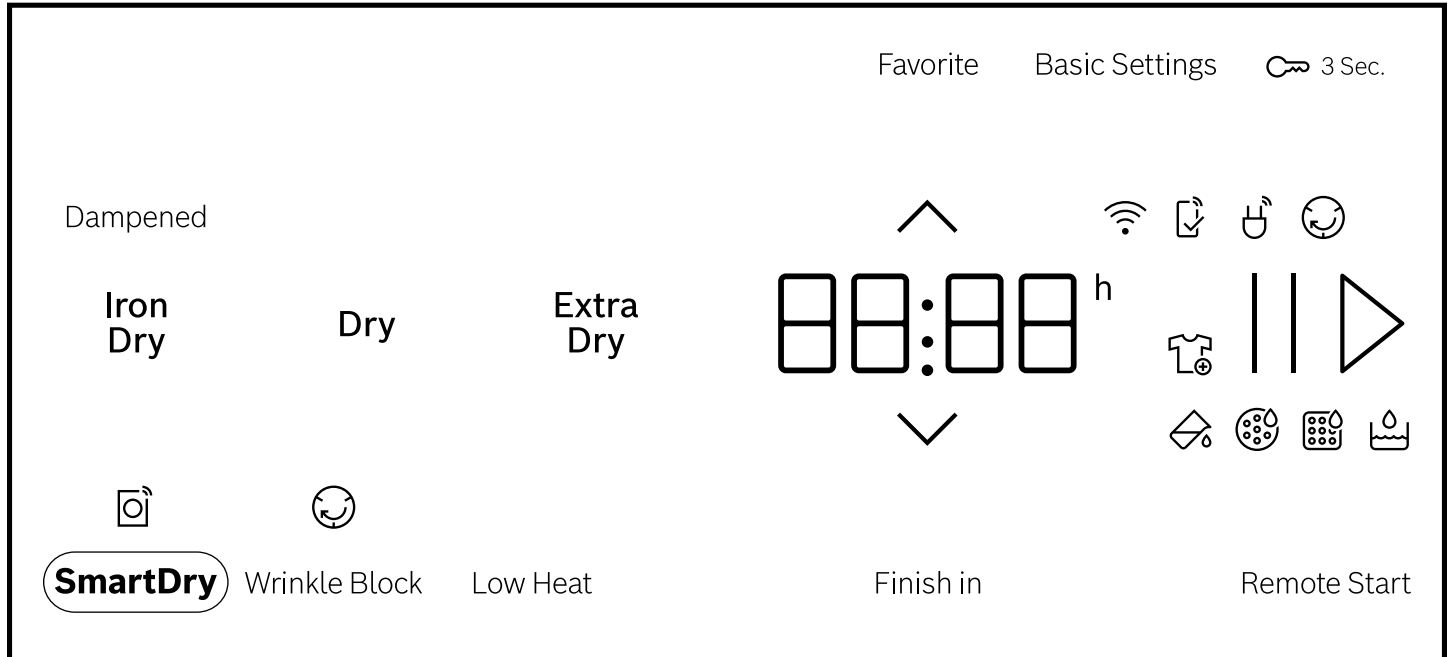 Favorite Basic Settings 3 Sec.
Dampened
Iron
Dry
Dry
Extra
Dry
88:88 h
SmartDry Wrinkle Block Low Heat Finish in Remote Start